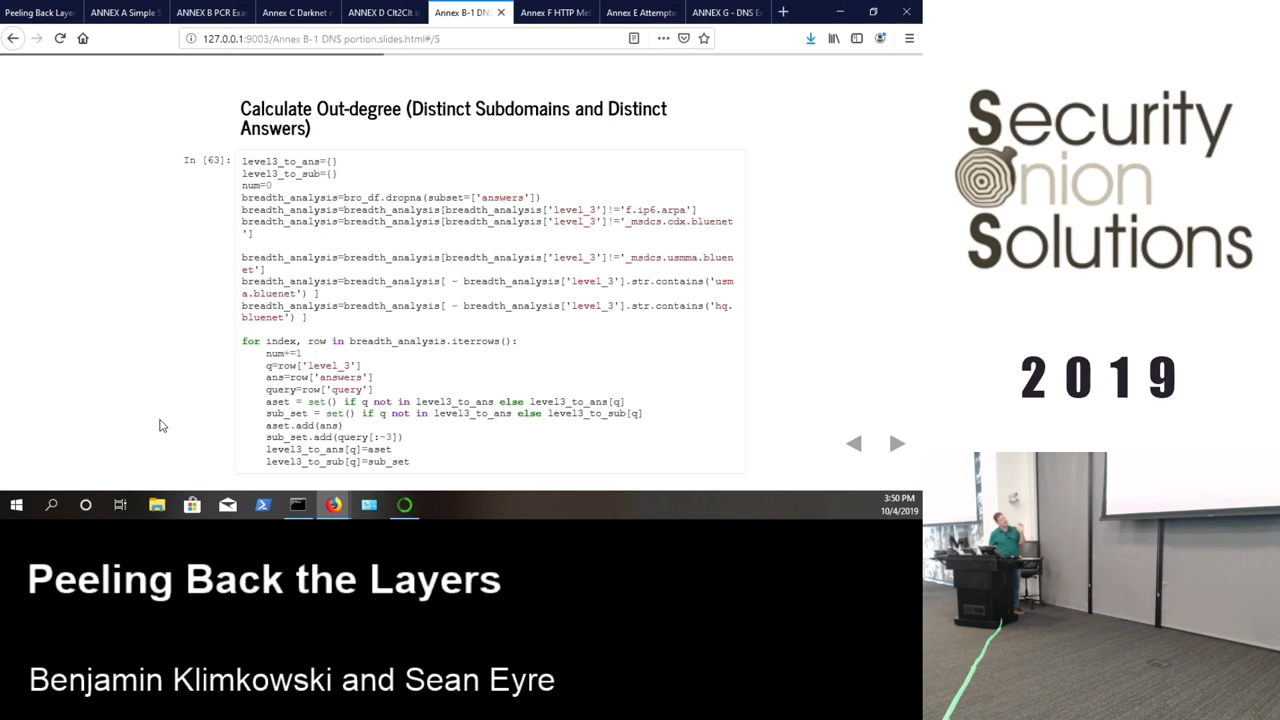 Peeling Back Laye
ANNEX A Simple S
ANNEX B PCR Exa
Annex C Darknet n
ANNEX D Clt2Clt
Annex B-1 DN
Annex F HTTP Me
Annex E Attempte
ANNEX G - DNS E
127.0.0.1:9003/Annex B-1 DNS portion.slides.html#/5
Calculate Out-degree (Distinct Subdomains and Distinct
Answers)
In [63]:
level3_to_ans={}
level3_to_sub={}
num=0
breadth_analysis=bro_df.dropna(subset=['answers'])
breadth_analysis=breadth_analysis[breadth_analysis['level_3']!='f.ip6.arpa']
breadth_analysis=breadth_analysis[breadth_analysis['level_3']!='_msdcs.cdx.bluenet
']
breadth_analysis=breadth_analysis[breadth_analysis['level_3']!='_msdcs.usmma.bluen
et']
breadth_analysis=breadth_analysis[ ~ breadth_analysis['level_3'].str.contains('usm
a.bluenet') ]
breadth_analysis=breadth_analysis[ ~ breadth_analysis['level_3'].str.contains('hq.
bluenet') ]
for index, row in breadth_analysis.iterrows():
num+=1
q=row['level_3']
ans=row['answers']
query=row['query']
aset = set() if q not in level3_to_ans else level3_to_ans[q]
sub_set = set() if q not in level3_to_ans else level3_to_sub[q]
aset.add(ans)
sub_set.add(query[:-3])
level3_to_ans[q]=aset
level3_to_sub[q]=sub_set
3:50 PM
10/4/2019
Security
Onion
Solutions
2019
Peeling Back the Layers
Benjamin Klimkowski and Sean Eyre